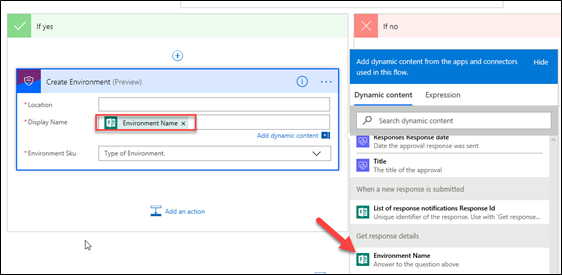 If yes
If no
Create Environment (Preview)
* Location
* Display Name
Environment Name ×
Add dynamic content
* Environment Sku
Type of Environment.
Add an action
Add dynamic content from the apps and connectors
used in this flow.
Hide
Dynamic content
Expression
Search dynamic content
Responses Response date
Date the approval response was sent
Title
The title of the approval
When a new response is submitted
List of response notifications Response Id
Unique identifier of the response. Use with 'Get response...
Get response details
Environment Name
Answer to the question above